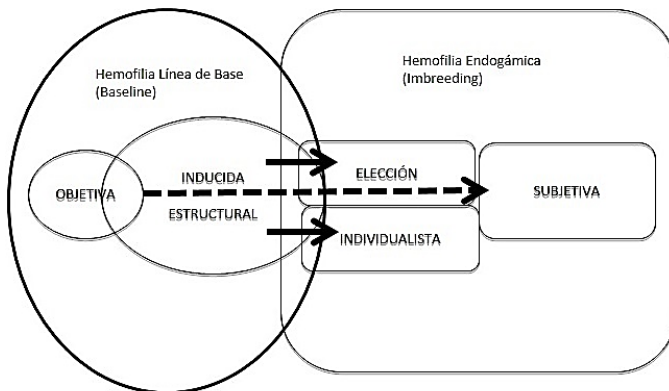 Hemofilia Línea de Base
(Baseline)
Hemofilia Endogámica
(Imbreeding)
OBJETIVA
INDUCIDA
ESTRUCTURAL
ELECCIÓN
INDIVIDUALISTA
SUBJETIVA